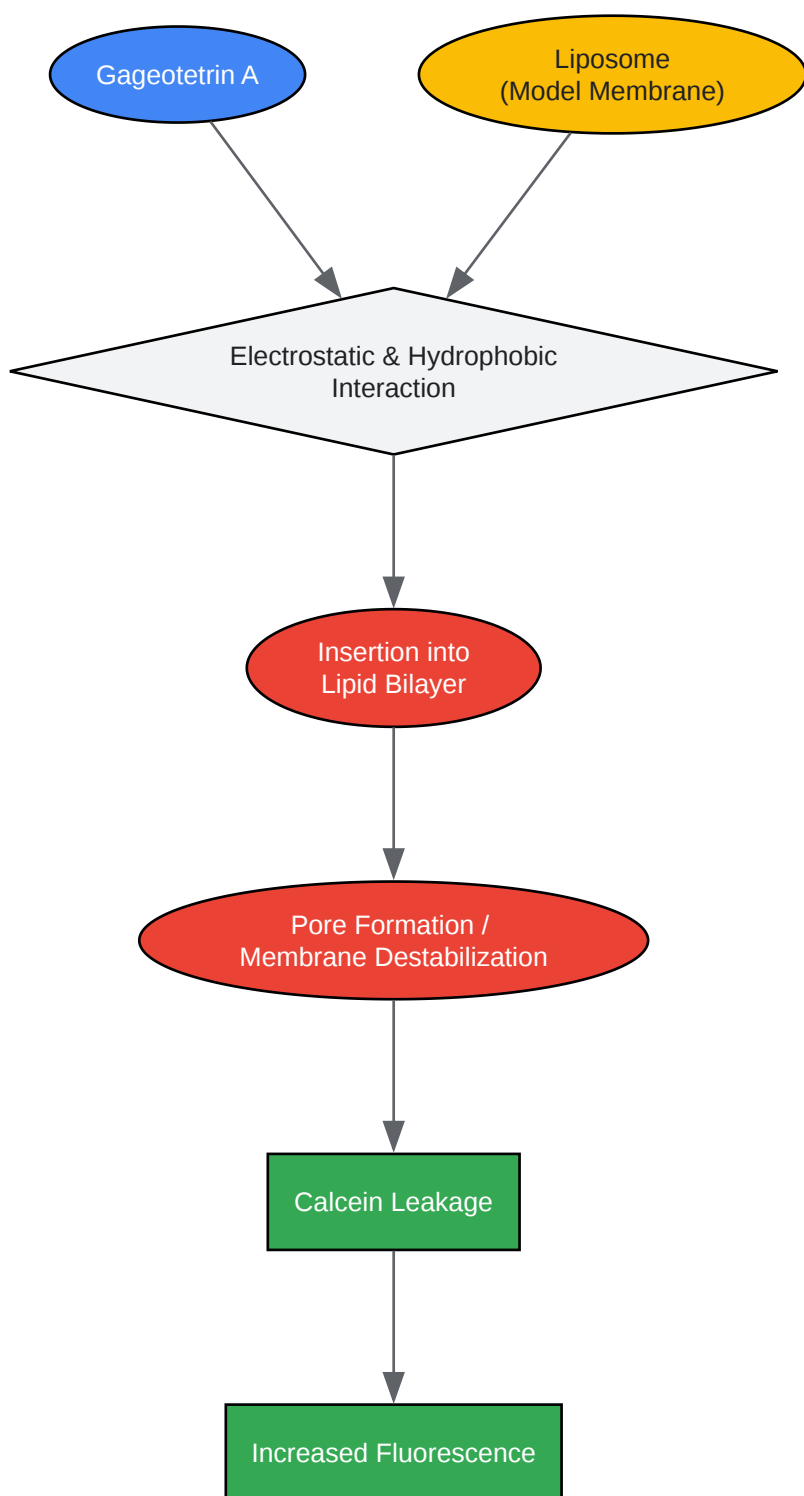 Gageotetrin A
Liposome
(Model Membrane)
Electrostatic & Hydrophobic
Interaction
Insertion into
Lipid Bilayer
Pore Formation /
Membrane Destabilization
Calcein Leakage
Increased Fluorescence